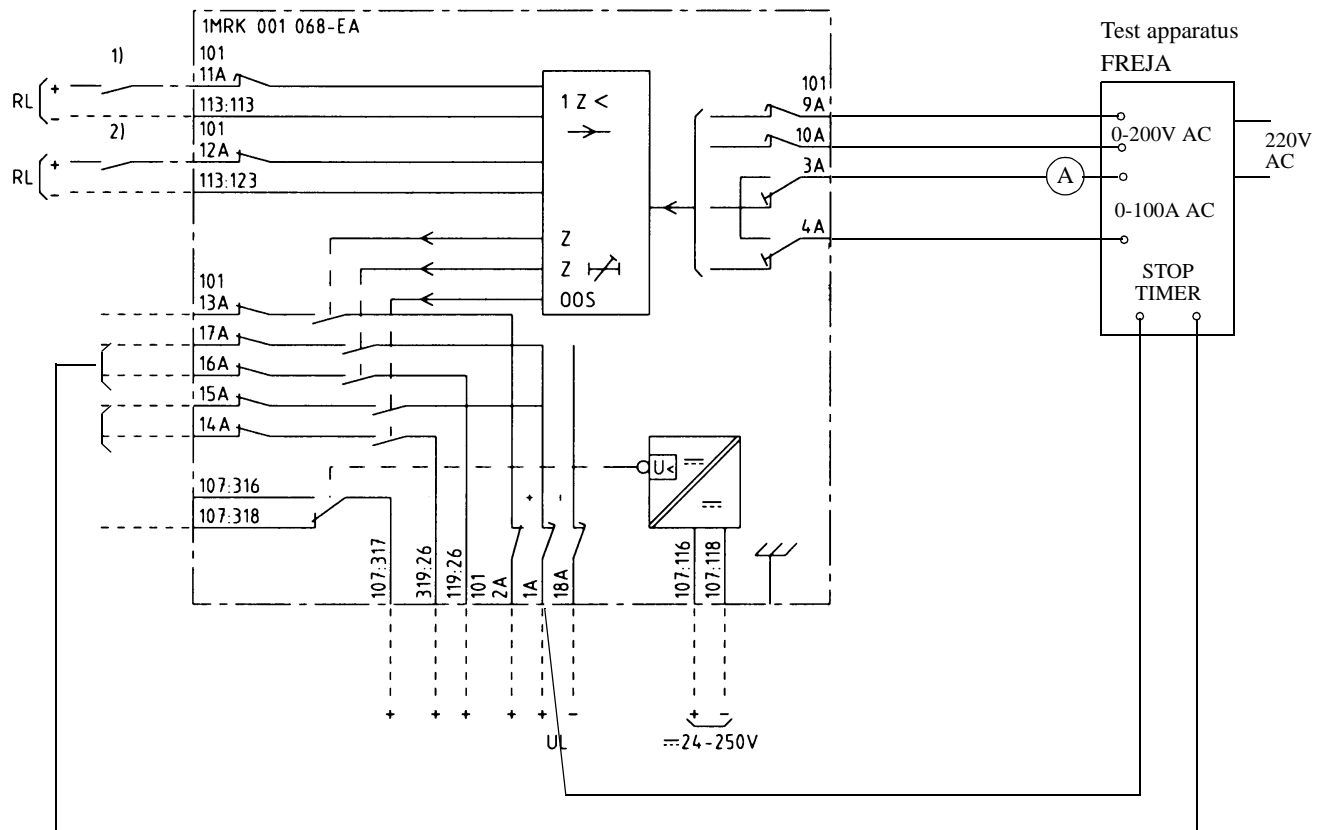 1MRK 001 068-EA
Test apparatus
FREJA
1)
101
11A
RL
+
-
113:113
2)
101
12A
RL
+
-
113:123
1 Z <
101
9A
10A
3A
4A
A
0-200V AC
220V
AC
0-100A AC
STOP
TIMER
Z
Z
OOS
101
13A
17A
16A
15A
14A
107:316
107:318
U<
+
-
107:317
319:26
119:26
101
2A
1A
18A
107:116
107:118
+ + + + + - + -
UL
24-250V